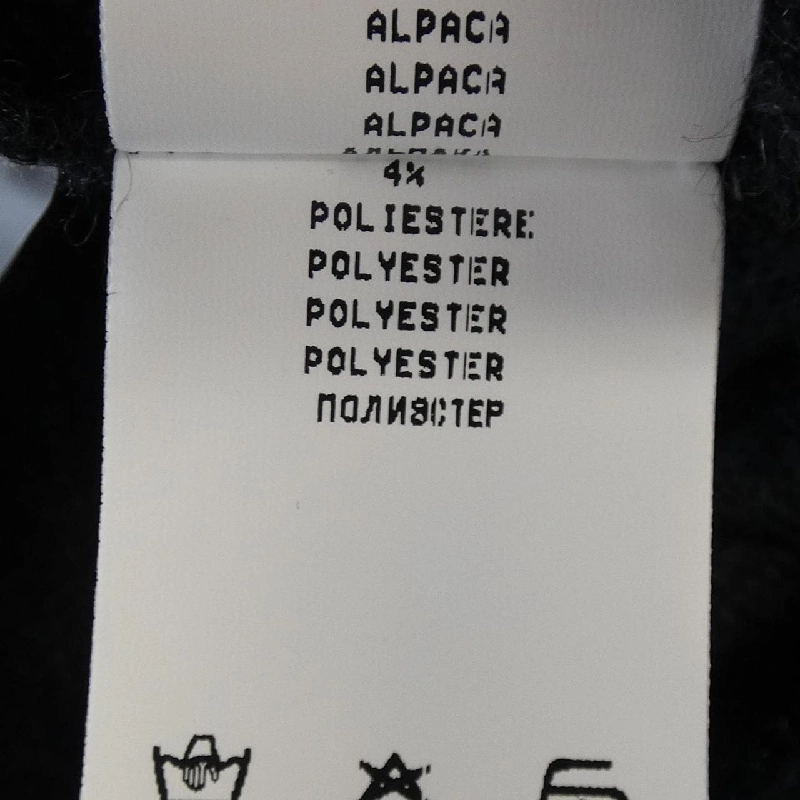 ALPACA
ALPACA
ALPACA
4%
POLIESTERE
POLYESTER
POLYESTER
POLYESTER
ПОЛИЭСТЕР